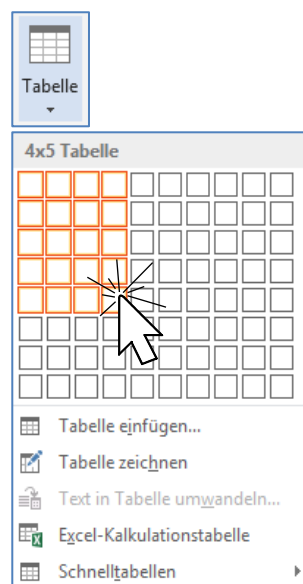 Tabelle
4x5 Tabelle
Tabelle einfügen...
Tabelle zeichnen
Text in Tabelle umwandeln...
Excel-Kalkulationstabelle
Schnelltabellen